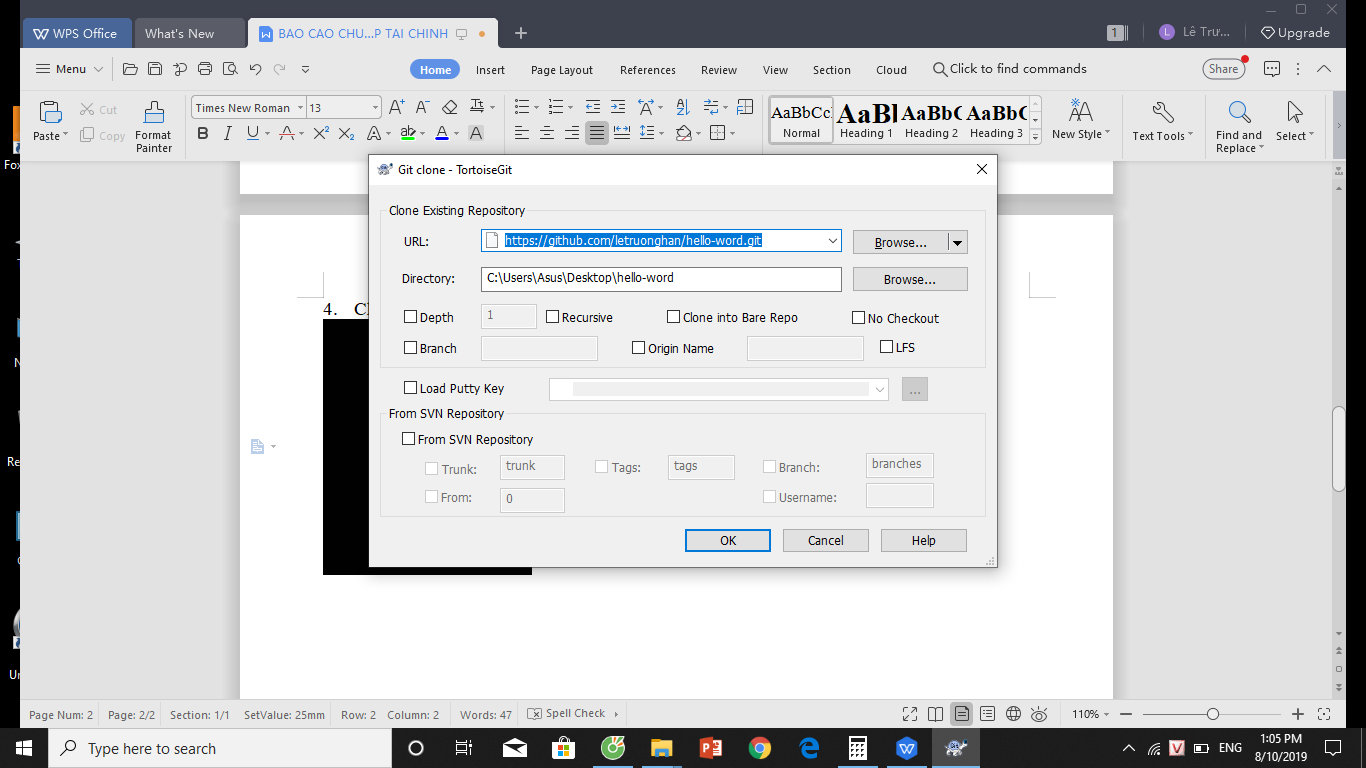 WPS Office
What's New
BAO CAO CHU...P TAI CHINH
1
L
Lê Trư...
Upgrade
Menu
Home
Insert
Page Layout
References
Review
View
Section
Cloud
Click to find commands
Share
Paste
Cut
Copy
Format
Painter
Times New Roman
13
AaBbCc
Normal
AaBl
Heading 1
AaBb(
Heading 2
AaBb(
Heading 3
New Style
Text Tools
Find and
Replace
Select
Fox
Git clone - TortoiseGit
Clone Existing Repository
URL:
https://github.com/letruonghan/hello-word.git
Browse...
Directory:
C:\Users\Asus\Desktop\hello-word
Browse...
4. Cl
Depth
1
Recursive
Clone into Bare Repo
No Checkout
Branch
Origin Name
LFS
Load Putty Key
...
From SVN Repository
From SVN Repository
Trunk:
trunk
Tags:
tags
Branch:
branches
From:
0
Username:
OK
Cancel
Help
N
Re
Ur
Page Num: 2
Page: 2/2
Section: 1/1
SetValue: 25mm
Row: 2
Column: 2
Words: 47
Spell Check
110%
Type here to search
ENG
1:05 PM
8/10/2019